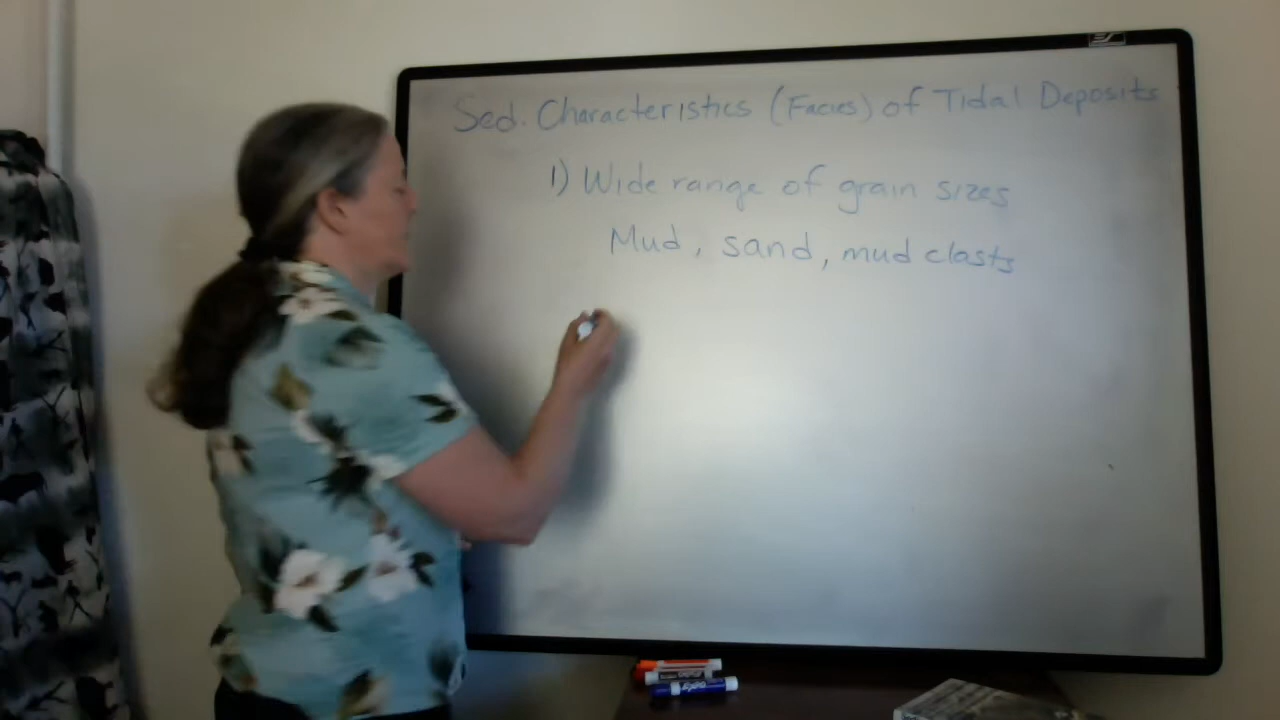 Sed. Characteristics (Facies) of Tidal Deposits
1) Wide range of grain sizes
Mud, sand, mud clasts